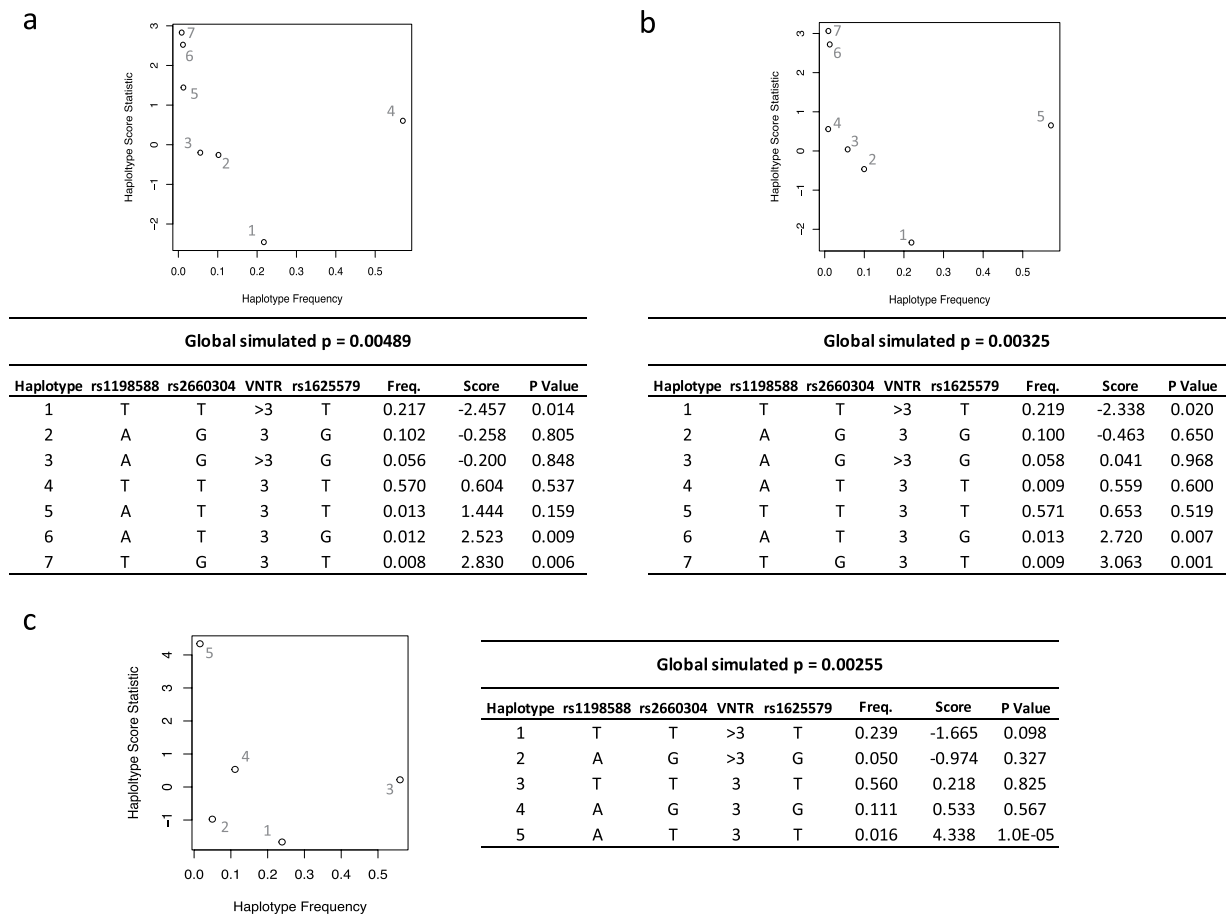 a
Haploltype Score Statistic
3
2
1
0
−1
−2
7
6
5
4
3
2
1
0.0 0.1 0.2 0.3 0.4 0.5
Haplotype Frequency
Global simulated p = 0.00489
Haplotype rs1198588 rs2660304 VNTR rs1625579 Freq. Score P Value
1 T T >3 T 0.217 -2.457 0.014
2 A G 3 G 0.102 -0.258 0.805
3 A G >3 G 0.056 -0.200 0.848
4 T T 3 T 0.570 0.604 0.537
5 A T 3 T 0.013 1.444 0.159
6 A T 3 G 0.012 2.523 0.009
7 T G 3 T 0.008 2.830 0.006
b
Haploltype Score Statistic
3
2
1
0
−1
−2
7
6
5
4
3
2
1
0.0 0.1 0.2 0.3 0.4 0.5
Haplotype Frequency
Global simulated p = 0.00325
Haplotype rs1198588 rs2660304 VNTR rs1625579 Freq. Score P Value
1 T T >3 T 0.219 -2.338 0.020
2 A G 3 G 0.100 -0.463 0.650
3 A G >3 G 0.058 0.041 0.968
4 A T 3 T 0.009 0.559 0.600
5 T T 3 T 0.571 0.653 0.519
6 A T 3 G 0.013 2.720 0.007
7 T G 3 T 0.009 3.063 0.001
c
Haploltype Score Statistic
4
3
2
1
0
−1
5
4
3
2
1
0.0 0.1 0.2 0.3 0.4 0.5
Haplotype Frequency
Global simulated p = 0.00255
Haplotype rs1198588 rs2660304 VNTR rs1625579 Freq. Score P Value
1 T T >3 T 0.239 -1.665 0.098
2 A G >3 G 0.050 -0.974 0.327
3 T T 3 T 0.560 0.218 0.825
4 A G 3 G 0.111 0.533 0.567
5 A T 3 T 0.016 4.338 1.0E-05